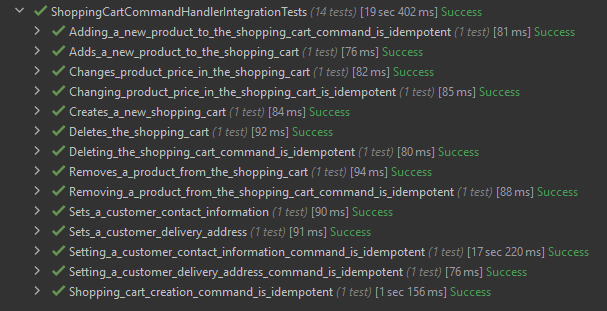 ShoppingCartCommandHandlerIntegrationTests (14 tests) [19 sec 402 ms] Success
Adding_a_new_product_to_the_shopping_cart_command_is_idempotent (1 test) [81 ms] Success
Adds_a_new_product_to_the_shopping_cart (1 test) [76 ms] Success
Changes_product_price_in_the_shopping_cart (1 test) [82 ms] Success
Changing_product_price_in_the_shopping_cart_is_idempotent (1 test) [85 ms] Success
Creates_a_new_shopping_cart (1 test) [84 ms] Success
Deletes_the_shopping_cart (1 test) [92 ms] Success
Deleting_the_shopping_cart_command_is_idempotent (1 test) [80 ms] Success
Removes_a_product_from_the_shopping_cart (1 test) [94 ms] Success
Removing_a_product_from_the_shopping_cart_command_is_idempotent (1 test) [88 ms] Success
Sets_a_customer_contact_information (1 test) [90 ms] Success
Sets_a_customer_delivery_address (1 test) [91 ms] Success
Setting_a_customer_contact_information_command_is_idempotent (1 test) [17 sec 220 ms] Success
Setting_a_customer_delivery_address_command_is_idempotent (1 test) [76 ms] Success
Shopping_cart_creation_command_is_idempotent (1 test) [1 sec 156 ms] Success